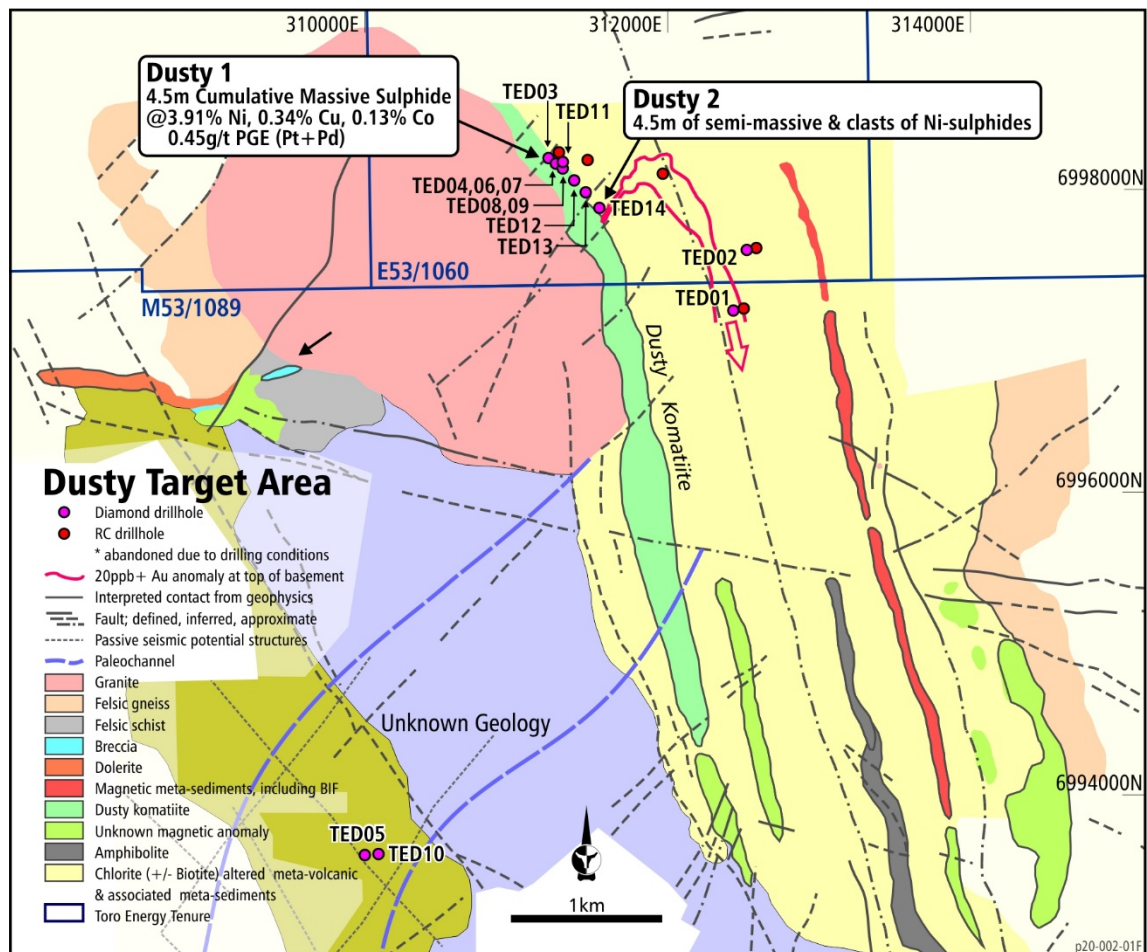 310000E
312000E
314000E
Dusty 1
4.5m Cumulative Massive Sulphide
@3.91% Ni, 0.34% Cu, 0.13% Co
0.45g/t PGE (Pt+Pd)
TED03
TED11
Dusty 2
4.5m of semi-massive & clasts of Ni-sulphides
TED04,06,07
TED08,09
TED12
TED13
TED14
6998000N
TED02
E53/1060
M53/1089
TED01
Dusty Komatiite
6996000N
Dusty Target Area
Diamond drillhole
RC drillhole
* abandoned due to drilling conditions
20ppb+ Au anomaly at top of basement
Interpreted contact from geophysics
Fault; defined, inferred, approximate
Passive seismic potential structures
Paleochannel
Granite
Felsic gneiss
Felsic schist
Breccia
Dolerite
Magnetic meta-sediments, including BIF
Dusty komatiite
Unknown magnetic anomaly
Amphibolite
Chlorite (+/- Biotite) altered meta-volcanic
& associated meta-sediments
Toro Energy Tenure
Unknown Geology
6994000N
TED05
TED10
1km
p20-002-01F